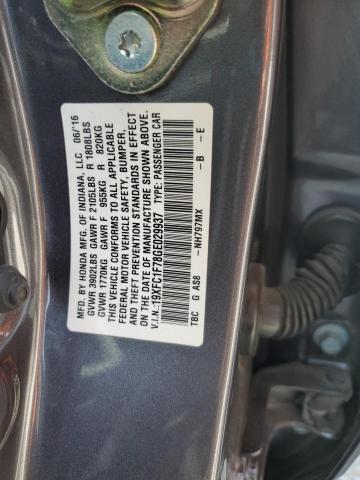 MFD. BY HONDA MFG. OF INDIANA, LLC 06/'16
GVWR 3902LBS GAWR F 2105LBS R 1808LBS
GVWR 1770KG GAWR F 955KG R 820KG
THIS VEHICLE CONFORMS TO ALL APPLICABLE
FEDERAL MOTOR VEHICLE SAFETY, BUMPER,
AND THEFT PREVENTION STANDARDS IN EFFECT
ON THE DATE OF MANUFACTURE SHOWN ABOVE.
V.I.N.:19XFC1F78GE029937 TYPE: PASSENGER CAR
TBC G AS8 - NH797MX - B - E